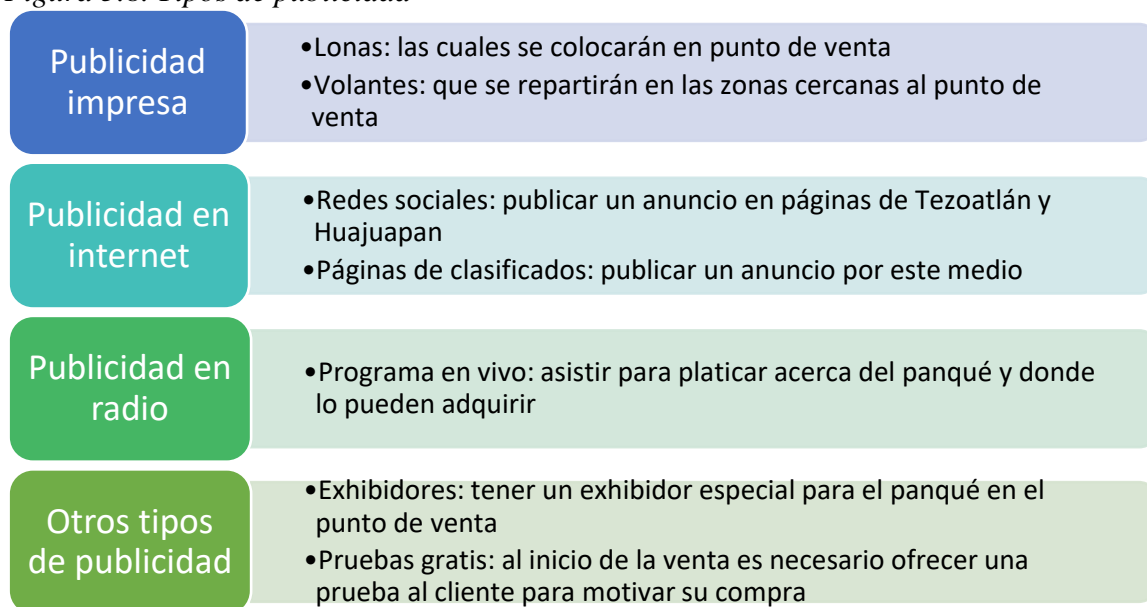 Publicidad
impresa
•Lonas: las cuales se colocarán en punto de venta
•Volantes: que se repartirán en las zonas cercanas al punto de
venta
Publicidad en
internet
•Redes sociales: publicar un anuncio en páginas de Tezoatlán y
Huajuapan
•Páginas de clasificados: publicar un anuncio por este medio
Publicidad en
radio
•Programa en vivo: asistir para platicar acerca del panqué y donde
lo pueden adquirir
Otros tipos
de publicidad
•Exhibidores: tener un exhibidor especial para el panqué en el
punto de venta
•Pruebas gratis: al inicio de la venta es necesario ofrecer una
prueba al cliente para motivar su compra